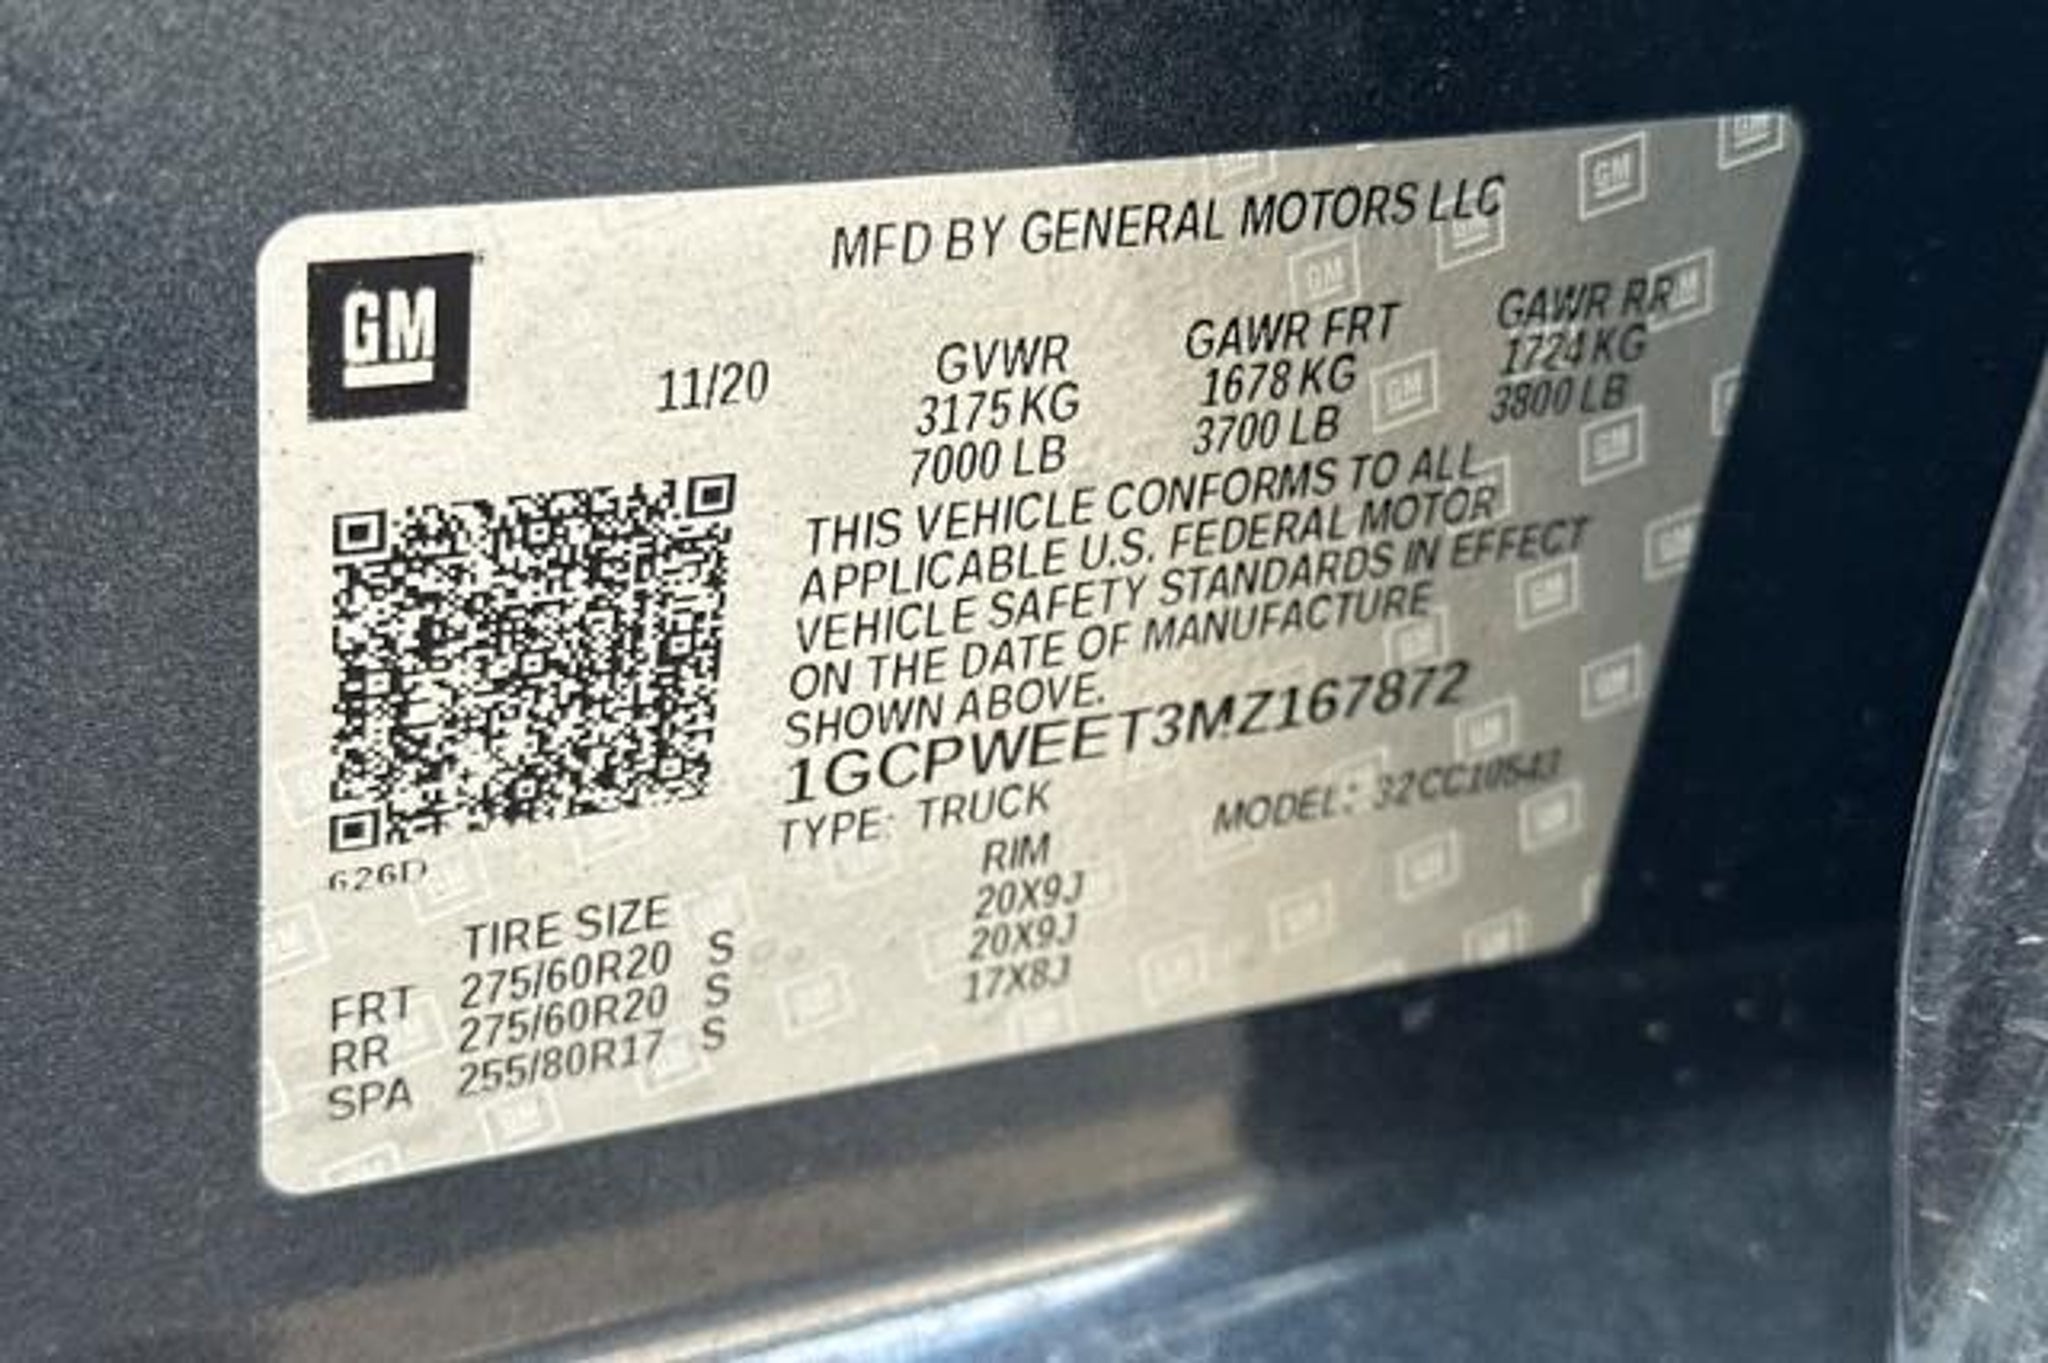 GM
MFD BY GENERAL MOTORS LLC
11/20
GVWR
3175 KG
7000 LB
GAWR FRT
1678 KG
3700 LB
GAWR RR
1724 KG
3800 LB
THIS VEHICLE CONFORMS TO ALL
APPLICABLE U.S. FEDERAL MOTOR
VEHICLE SAFETY STANDARDS IN EFFECT
ON THE DATE OF MANUFACTURE
SHOWN ABOVE.
1GCPWEET3MZ167872
TYPE: TRUCK MODEL: 32CC10543
626D
TIRE SIZE RIM
FRT 275/60R20 S 20X9J
RR 275/60R20 S 20X9J
SPA 255/80R17 S 17X8J